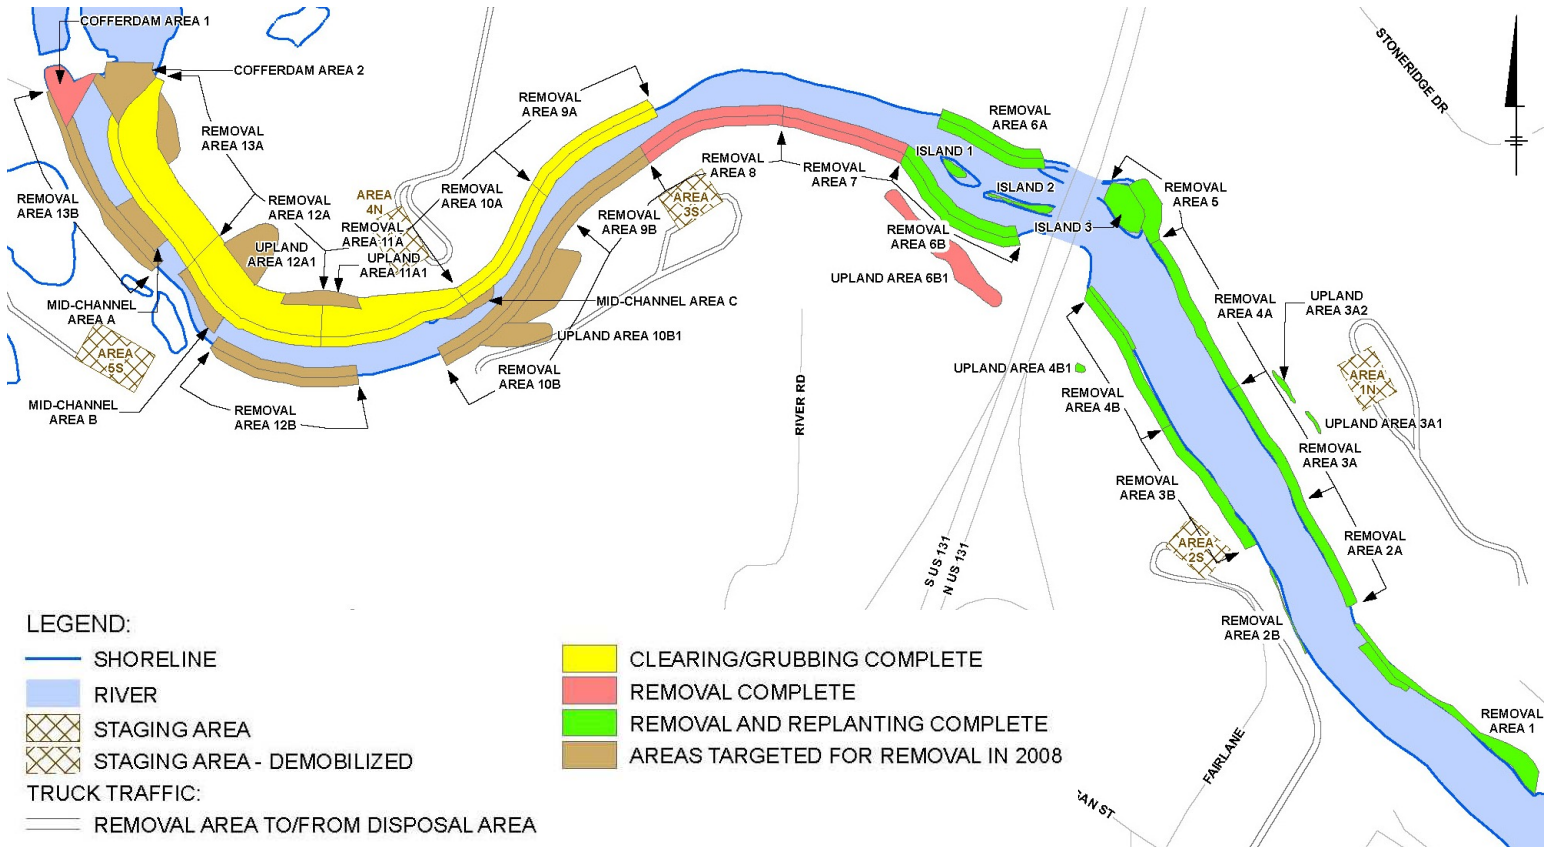 COFFERDAM AREA 1
COFFERDAM AREA 2
REMOVAL
AREA 9A
REMOVAL
AREA 6A
STONERIDGE DR
REMOVAL
AREA 13A
ISLAND 1
REMOVAL
AREA 8
REMOVAL
AREA 7
ISLAND 2
REMOVAL
AREA 5
REMOVAL
AREA 13B
REMOVAL
AREA 12A
AREA
4N
REMOVAL
AREA 10A
AREA
3S
REMOVAL
AREA 9B
REMOVAL
AREA 11A
ISLAND 3
REMOVAL
AREA 6B
UPLAND
AREA 12A1
UPLAND
AREA 11A1
UPLAND AREA 6B1
MID-CHANNEL
AREA A
MID-CHANNEL AREA C
REMOVAL
AREA 4A
UPLAND
AREA 3A2
UPLAND AREA 10B1
AREA
5S
REMOVAL
AREA 10B
UPLAND AREA 4B1
AREA
1N
MID-CHANNEL
AREA B
REMOVAL
AREA 12B
RIVER RD
REMOVAL
AREA 4B
UPLAND AREA 3A1
REMOVAL
AREA 3A
REMOVAL
AREA 3B
AREA
2S
REMOVAL
AREA 2A
S US 131
N US 131
REMOVAL
AREA 2B
REMOVAL
AREA 1
FAIRLANE
AN ST
LEGEND:
SHORELINE
RIVER
STAGING AREA
STAGING AREA - DEMOBILIZED
TRUCK TRAFFIC:
REMOVAL AREA TO/FROM DISPOSAL AREA
CLEARING/GRUBBING COMPLETE
REMOVAL COMPLETE
REMOVAL AND REPLANTING COMPLETE
AREAS TARGETED FOR REMOVAL IN 2008